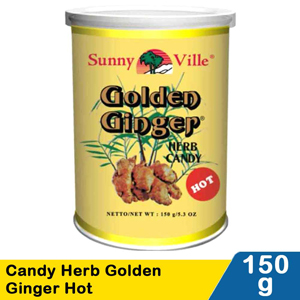 Sunny Ville®
Golden
Ginger®
HERB
CANDY
HOT
NETTO/NET WT : 150 g/5.3 OZ
Candy Herb Golden
Ginger Hot
150
g